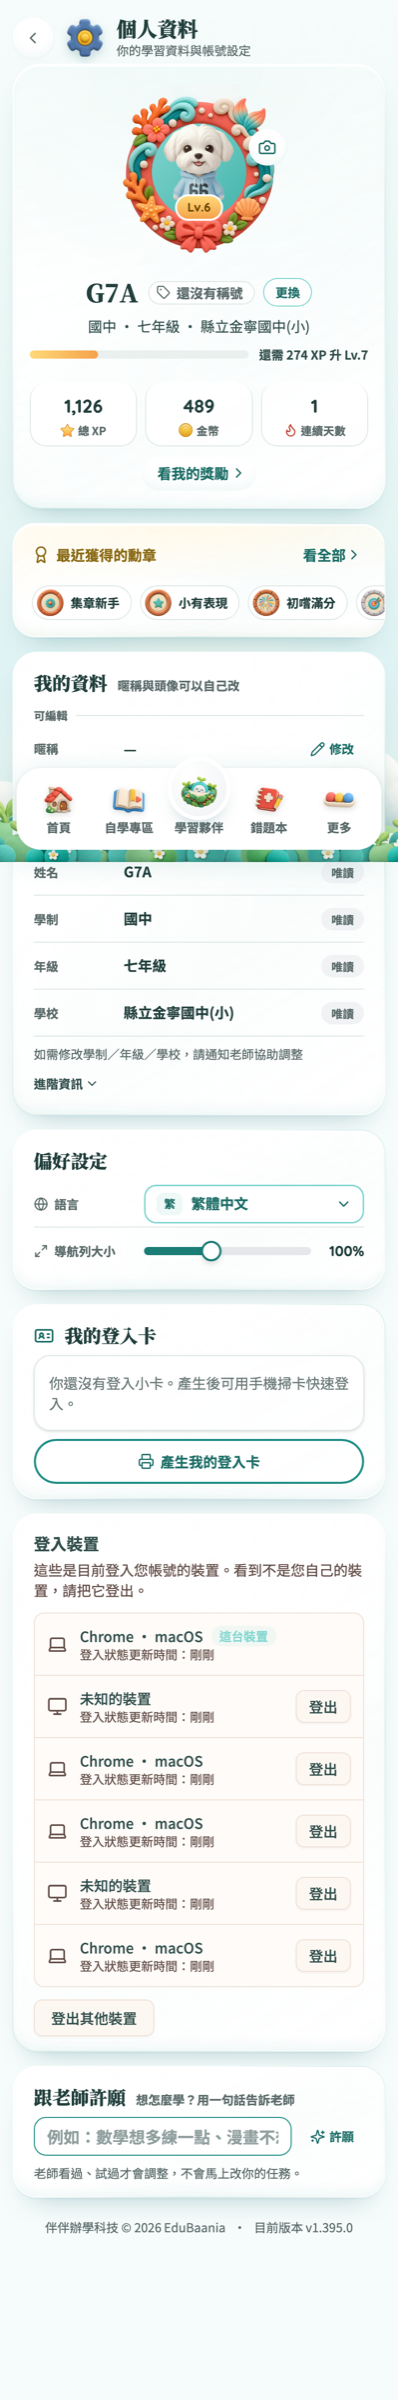 個人資料
你的學習資料與帳號設定
66
Lv.6
G7A 還沒有稱號 更換
國中 · 七年級 · 縣立金寧國中(小)
還需 274 XP 升 Lv.7
1,126 489 1
總 XP 金幣 連續天數
看我的獎勵
最近獲得的勳章 看全部
集章新手 小有表現 初嚐滿分
我的資料 暱稱與頭像可以自己改
可編輯
暱稱 — 修改
首頁 自學專區 學習夥伴 錯題本 更多
姓名 G7A 唯讀
學制 國中 唯讀
年級 七年級 唯讀
學校 縣立金寧國中(小) 唯讀
如需修改學制／年級／學校，請通知老師協助調整
進階資訊
偏好設定
語言 繁 繁體中文
導航列大小 100%
我的登入卡
你還沒有登入小卡。產生後可用手機掃卡快速登
入。
產生我的登入卡
登入裝置
這些是目前登入您帳號的裝置。看到不是您自己的裝
置，請把它登出。
Chrome · macOS 這台裝置
登入狀態更新時間：剛剛
未知的裝置 登出
登入狀態更新時間：剛剛
Chrome · macOS 登出
登入狀態更新時間：剛剛
Chrome · macOS 登出
登入狀態更新時間：剛剛
未知的裝置 登出
登入狀態更新時間：剛剛
Chrome · macOS 登出
登入狀態更新時間：剛剛
登出其他裝置
跟老師許願 想怎麼學？用一句話告訴老師
例如：數學想多練一點、漫畫不 許願
老師看過、試過才會調整，不會馬上改你的任務。
伴伴辦學科技 © 2026 EduBaania · 目前版本 v1.395.0